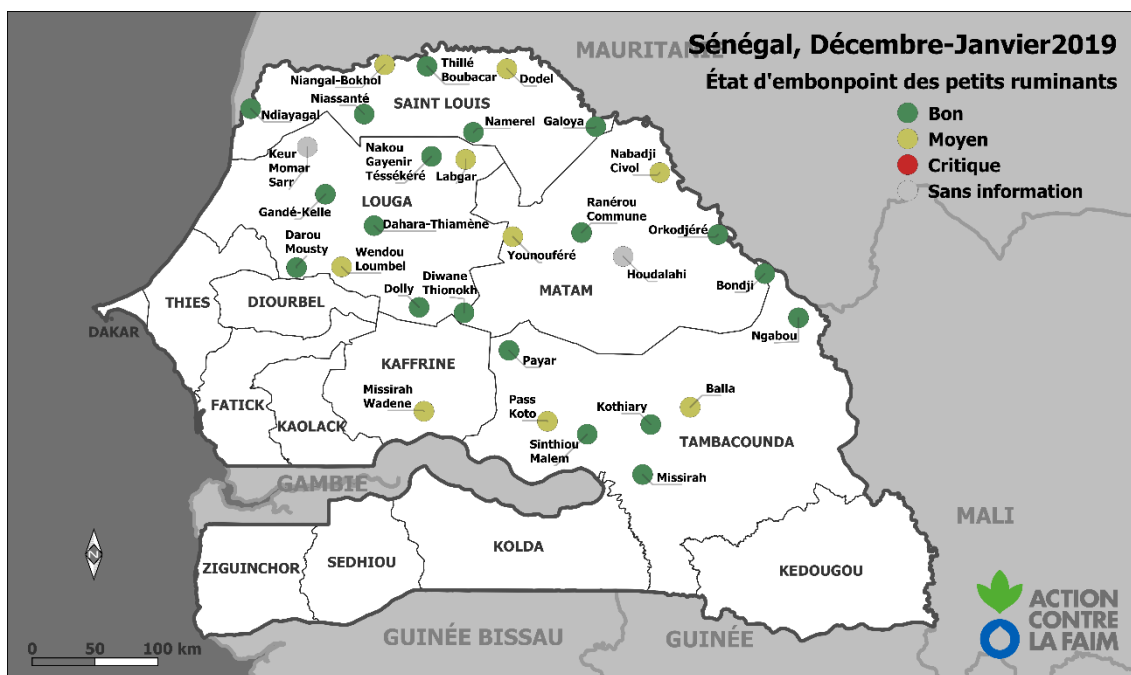 MAURITANIE
Sénégal, Décembre-Janvier2019
État d'embonpoint des petits ruminants
Bon
Moyen
Critique
Sans information
Niangal-Bokhol
Thillé
Boubacar
Dodel
Niassanté
SAINT LOUIS
Ndiayagal
Namerel
Galoya
Keur
Momar
Sarr
Nakou
Gayenir
Téssékéré
Labgar
Nabadji
Civol
Gandé-Kelle
LOUGA
Ranérou
Commune
Orkodjéré
Dahara-Thiamène
Darou
Mousty
Wendou
Loumbel
Younouféré
Houdalahi
Diwane
Thionokh
Dolly
MATAM
Bondji
THIES
DIOURBEL
DAKAR
Ngabou
KAFFRINE
Payar
Missirah
Wadene
Pass
Koto
Kothiary
Balla
FATICK
KAOLACK
Sinthiou
Malem
TAMBACOUNDA
Missirah
GAMBIE
MALI
N
ZIGUINCHOR
SEDHIOU
KOLDA
KEDOUGOU
GUINÉE BISSAU
GUINÉE
0 50 100 km
ACTION
CONTRE
LA FAIM